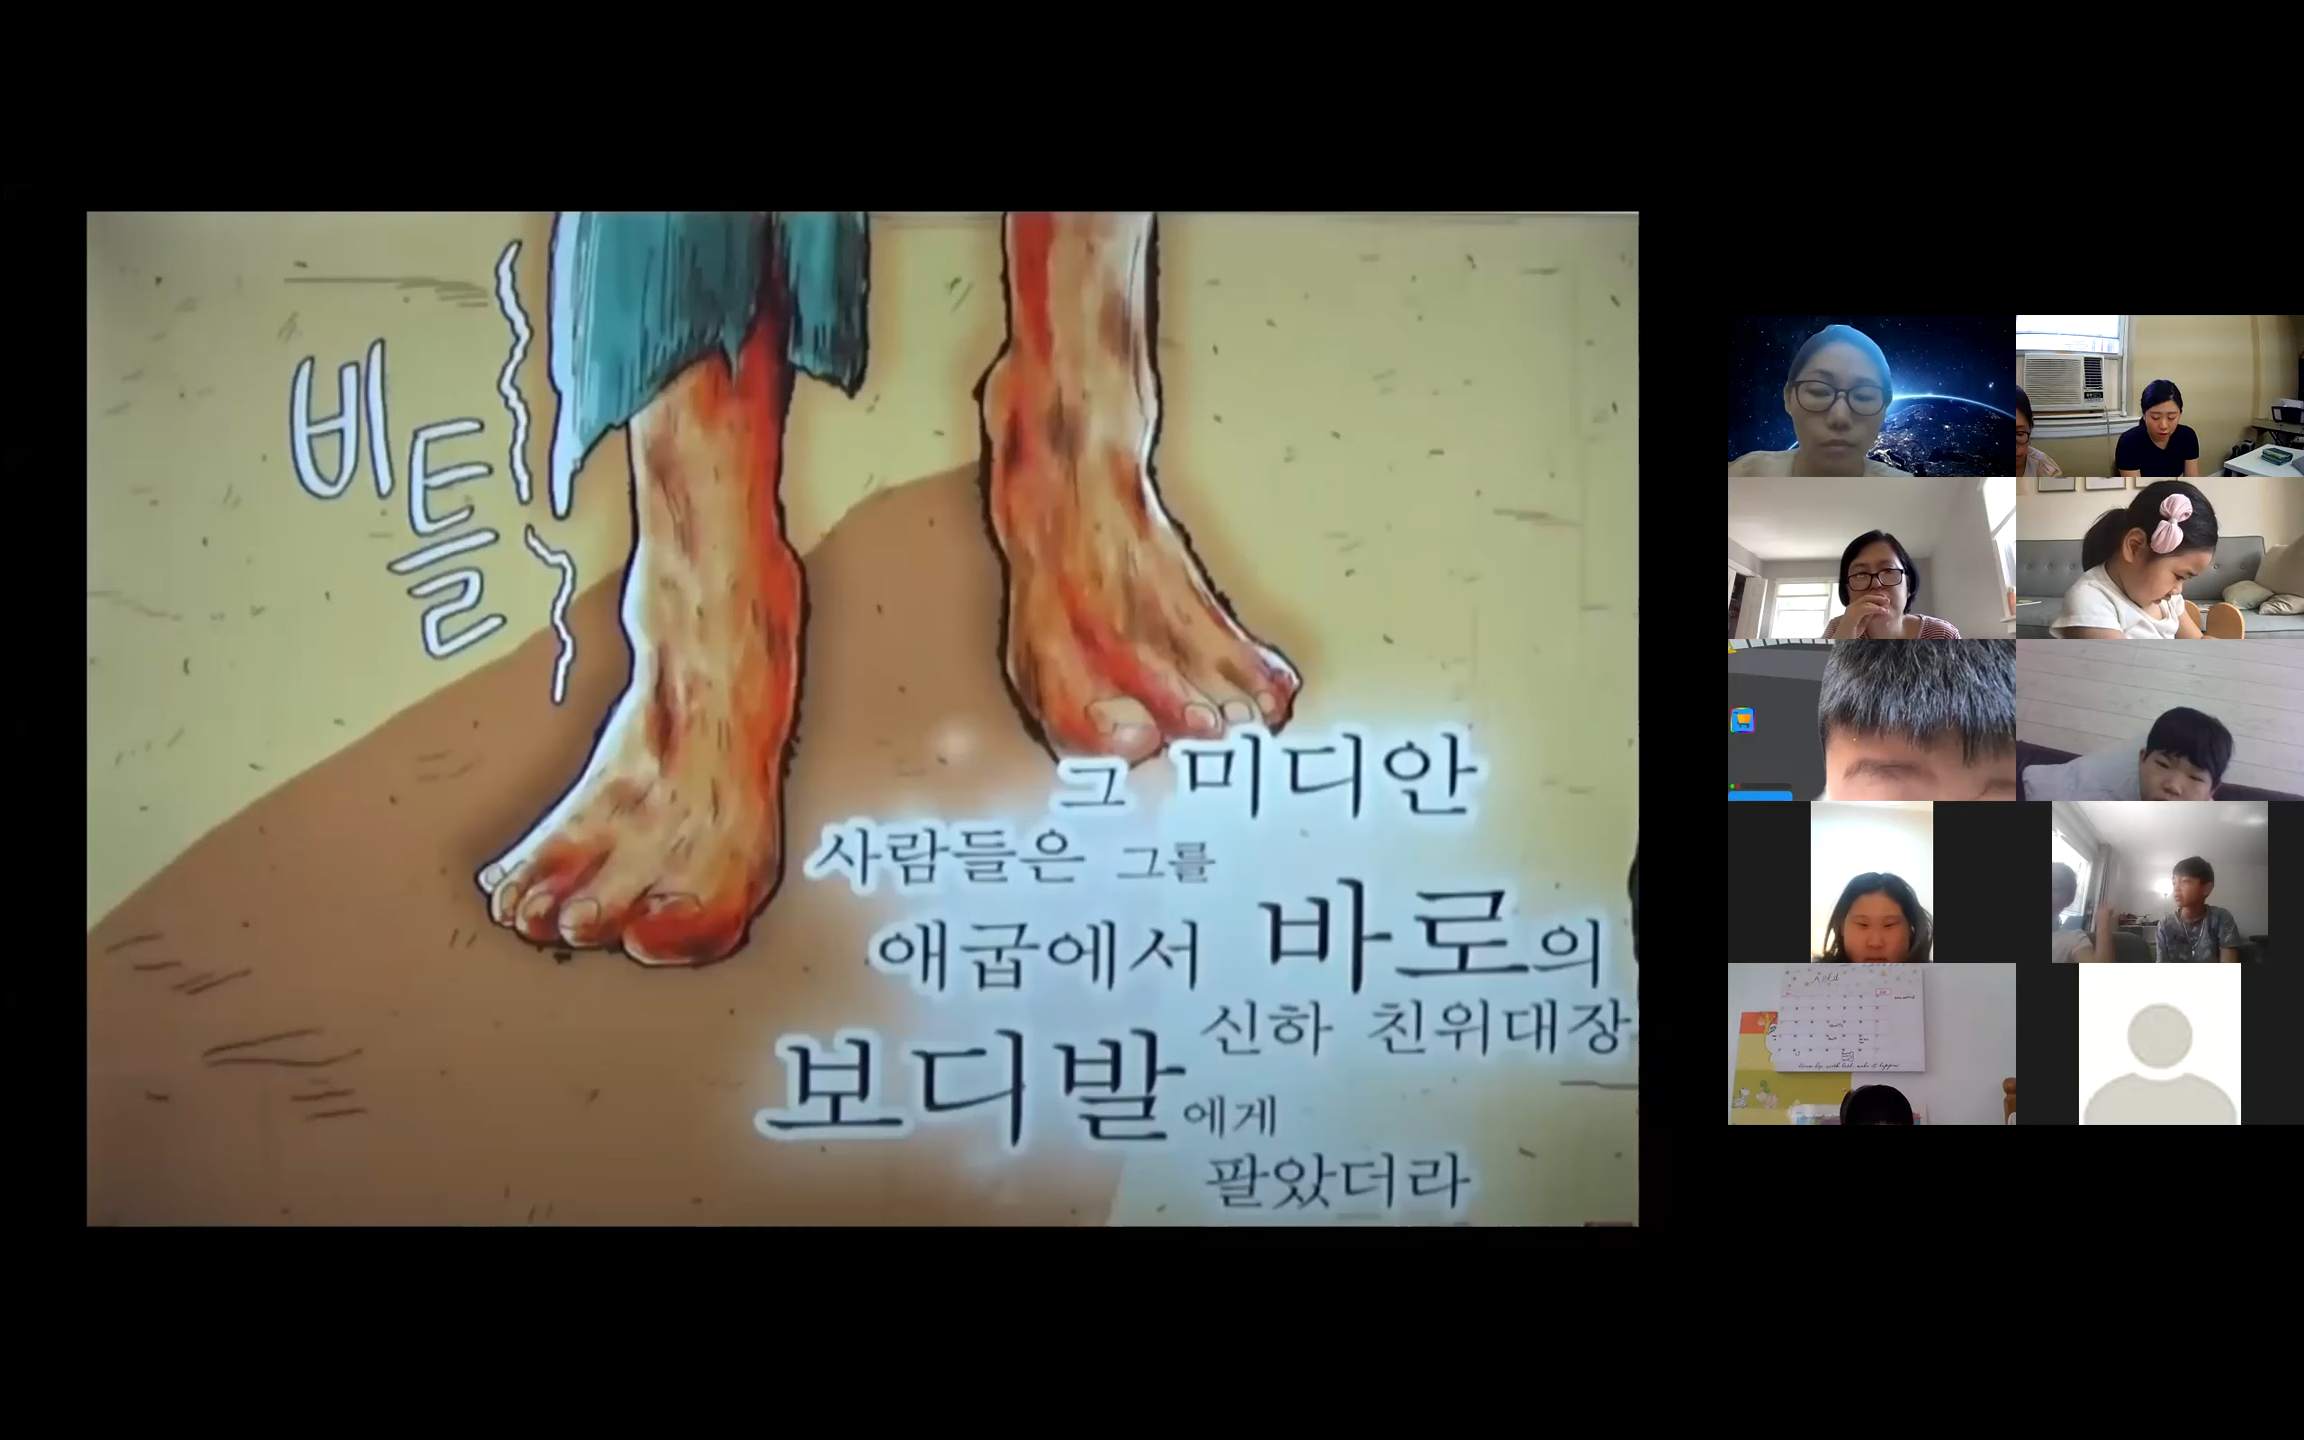 비틀
그 미디안
사람들은 그를
애굽에서 바로의
신하 친위대장
보디발에게
팔았더라